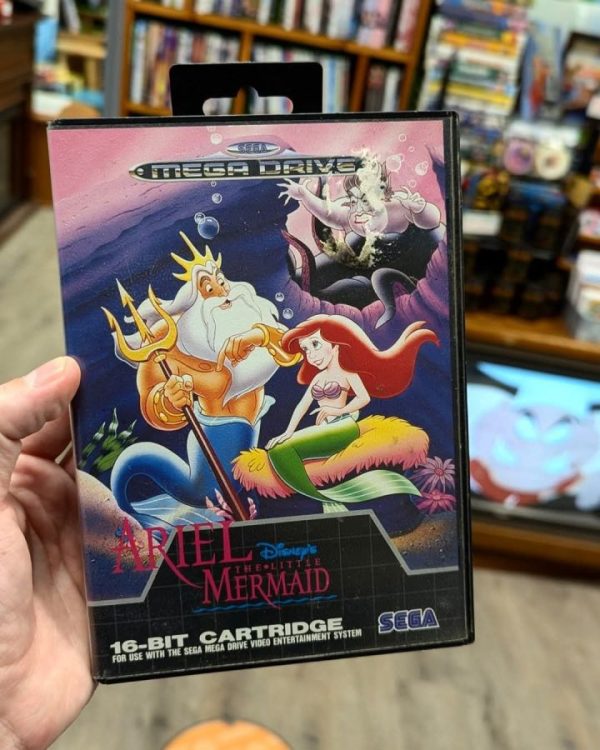 SEGA
MEGA DRIVE
ARIEL
Disney's
THE•LITTLE
MERMAID
16-BIT CARTRIDGE
FOR USE WITH THE SEGA MEGA DRIVE VIDEO ENTERTAINMENT SYSTEM
SEGA